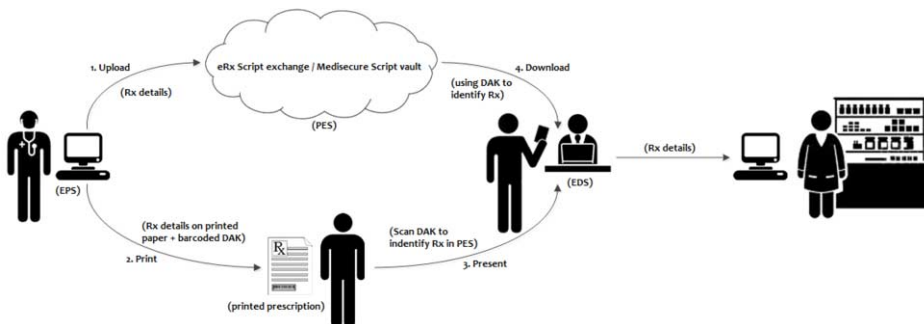 1. Upload
(Rx details)
eRx Script exchange / Medisecure Script vault
(PES)
4. Download
(using DAK to
identify Rx)
(EPS)
(EDS)
(Rx details)
(Rx details on printed
paper + barcoded DAK)
2. Print
Rx
(printed prescription)
(Scan DAK to
indentify Rx in PES)
3. Present